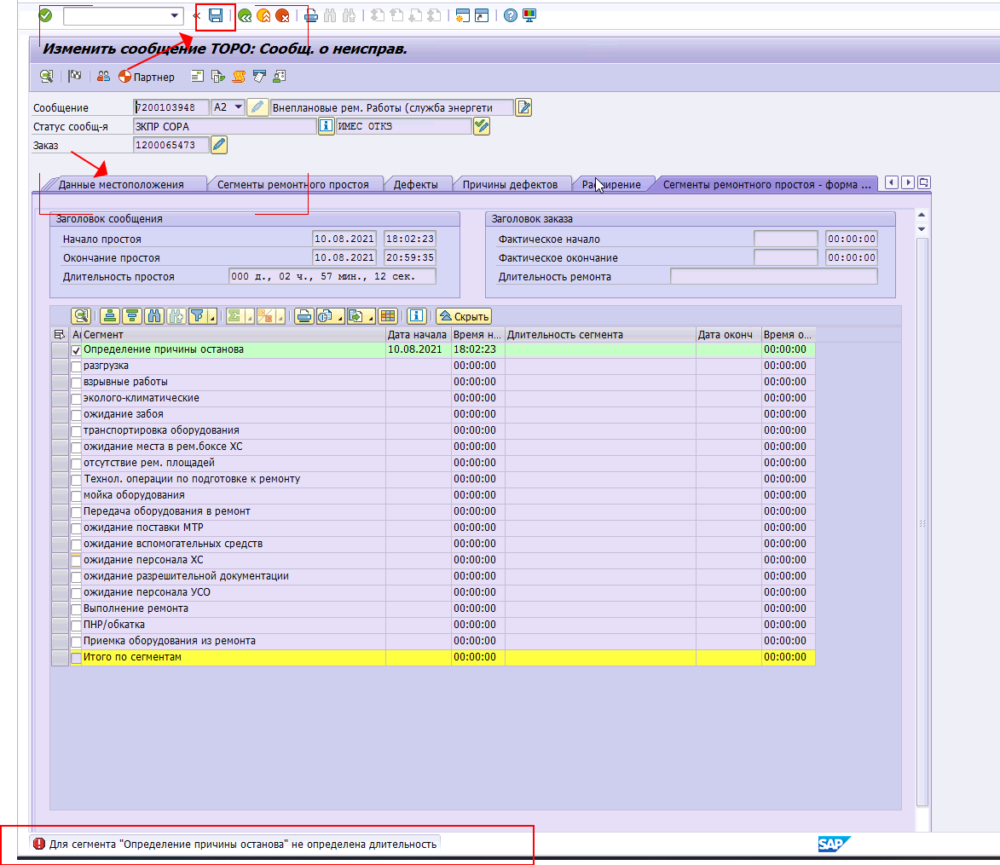 «
Изменить сообщение ТОРО: Сообщ. о неисправ.
Партнер
Сообщение 7200103948 A2 Внеплановые рем. Работы (служба энергети
Статус сообщ-я ЗКПР СОРА ИМЕС ОТКЗ
Заказ 1200065473
Данные местоположения Сегменты ремонтного простоя Дефекты Причины дефектов Расширение Сегменты ремонтного простоя - форма ...
Заголовок сообщения Заголовок заказа
Начало простоя 10.08.2021 18:02:23 Фактическое начало 00:00:00
Окончание простоя 10.08.2021 20:59:35 Фактическое окончание 00:00:00
Длительность простоя 000 д., 02 ч., 57 мин., 12 сек. Длительность ремонта
Скрыть
Сегмент Дата начала Время н... Длительность сегмента Дата оконч Время о...
Определение причины останова 10.08.2021 18:02:23 00:00:00
разгрузка 00:00:00 00:00:00
взрывные работы 00:00:00 00:00:00
эколого-климатические 00:00:00 00:00:00
ожидание забоя 00:00:00 00:00:00
транспортировка оборудования 00:00:00 00:00:00
ожидание места в рем.боксе ХС 00:00:00 00:00:00
отсутствие рем. площадей 00:00:00 00:00:00
Технол. операции по подготовке к ремонту 00:00:00 00:00:00
мойка оборудования 00:00:00 00:00:00
Передача оборудования в ремонт 00:00:00 00:00:00
ожидание поставки МТР 00:00:00 00:00:00
ожидание вспомогательных средств 00:00:00 00:00:00
ожидание персонала ХС 00:00:00 00:00:00
ожидание разрешительной документации 00:00:00 00:00:00
ожидание персонала УСО 00:00:00 00:00:00
Выполнение ремонта 00:00:00 00:00:00
ПНР/обкатка 00:00:00 00:00:00
Приемка оборудования из ремонта 00:00:00 00:00:00
Итого по сегментам 00:00:00 00:00:00
Для сегмента "Определение причины останова" не определена длительность
SAP